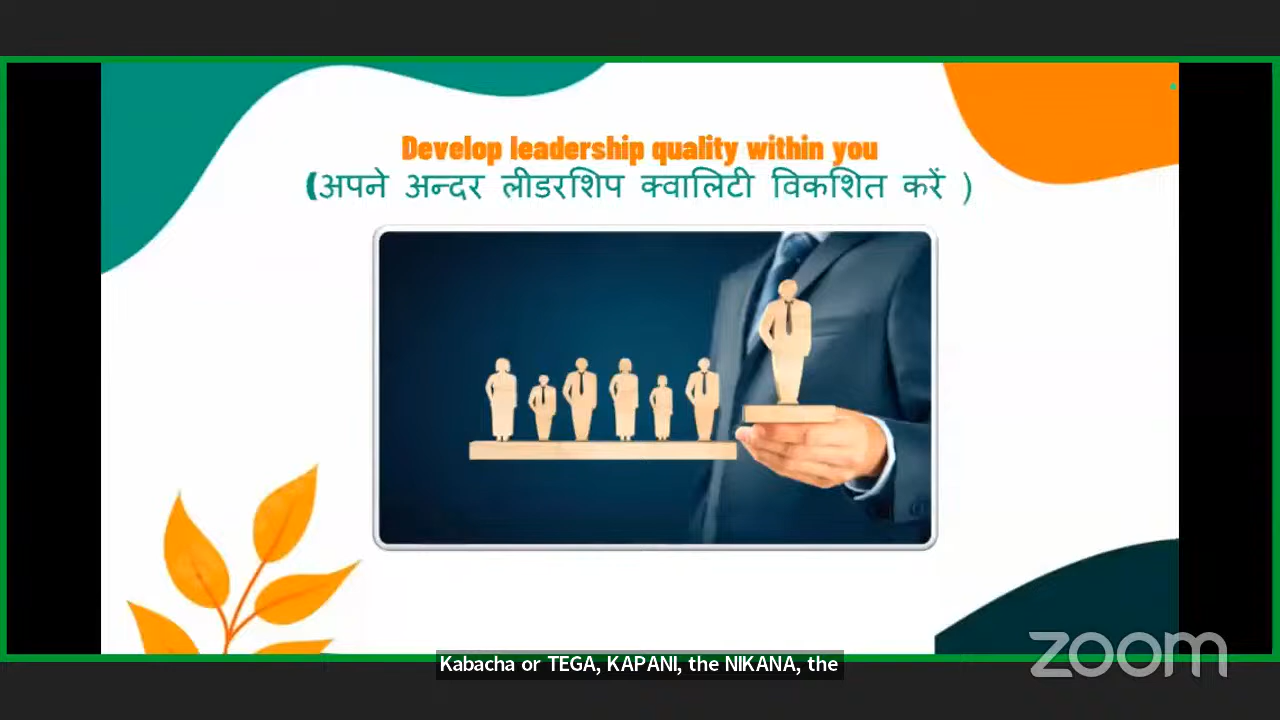 Develop leadership quality within you
(अपने अन्दर लीडरशिप क्वालिटी विकशित करें )
Kabacha or TEGA, KAPANI, the NIKANA, the
zoom